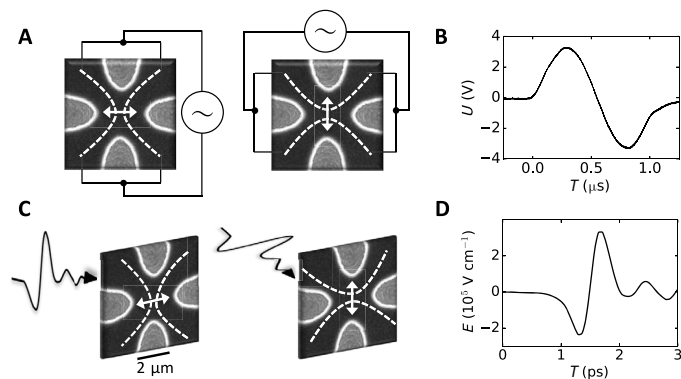 A
B
4
2
0
−2
−4
U (V)
0.0 0.5 1.0
T (μs)
C
2 μm
D
2
0
−2
E (10⁵ V cm⁻¹)
0 1 2 3
T (ps)